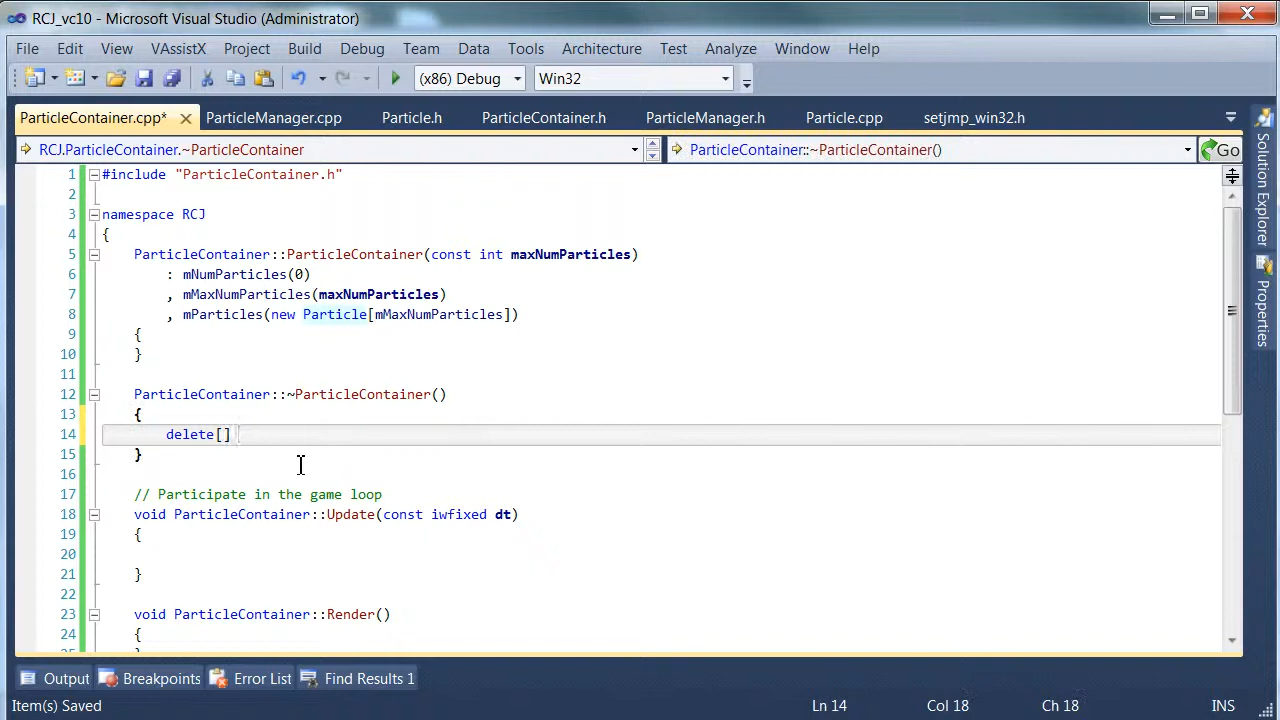 RCJ_vc10 - Microsoft Visual Studio (Administrator)
File Edit View VAssistX Project Build Debug Team Data Tools Architecture Test Analyze Window Help
(x86) Debug Win32
ParticleContainer.cpp* ParticleManager.cpp Particle.h ParticleContainer.h ParticleManager.h Particle.cpp setjmp_win32.h
RCJ.ParticleContainer.~ParticleContainer ParticleContainer::~ParticleContainer() Go
1 #include "ParticleContainer.h"
2
3 namespace RCJ
4 {
5 ParticleContainer::ParticleContainer(const int maxNumParticles)
6 : mNumParticles(0)
7 , mMaxNumParticles(maxNumParticles)
8 , mParticles(new Particle[mMaxNumParticles])
9 {
10 }
11
12 ParticleContainer::~ParticleContainer()
13 {
14 delete[]
15 }
16
17 // Participate in the game loop
18 void ParticleContainer::Update(const iwfixed dt)
19 {
20
21 }
22
23 void ParticleContainer::Render()
24 {
25 }
Solution Explorer
Properties
Output Breakpoints Error List Find Results 1
Item(s) Saved Ln 14 Col 18 Ch 18 INS